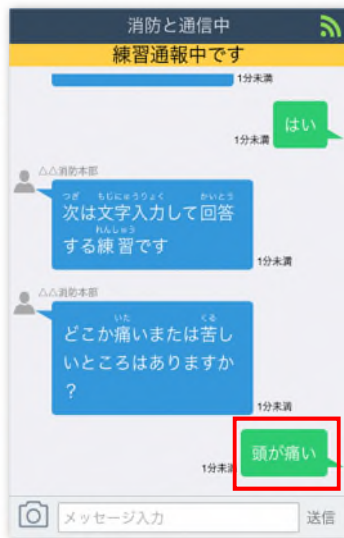 消防と通信中
練習通報中です
1分未満
はい
1分未満
△△消防本部
つぎ もじにゅうりょく かいとう
次は文字入力して回答
れんしゅう
する練習です
1分未満
△△消防本部
いた くる
どこか痛いまたは苦し
いところはありますか
?
1分未満
頭が痛い
1分未満
メッセージ入力
送信